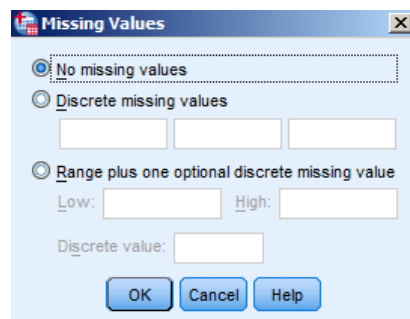 Missing Values
No missing values
Discrete missing values
Range plus one optional discrete missing value
Low: High:
Discrete value:
OK Cancel Help